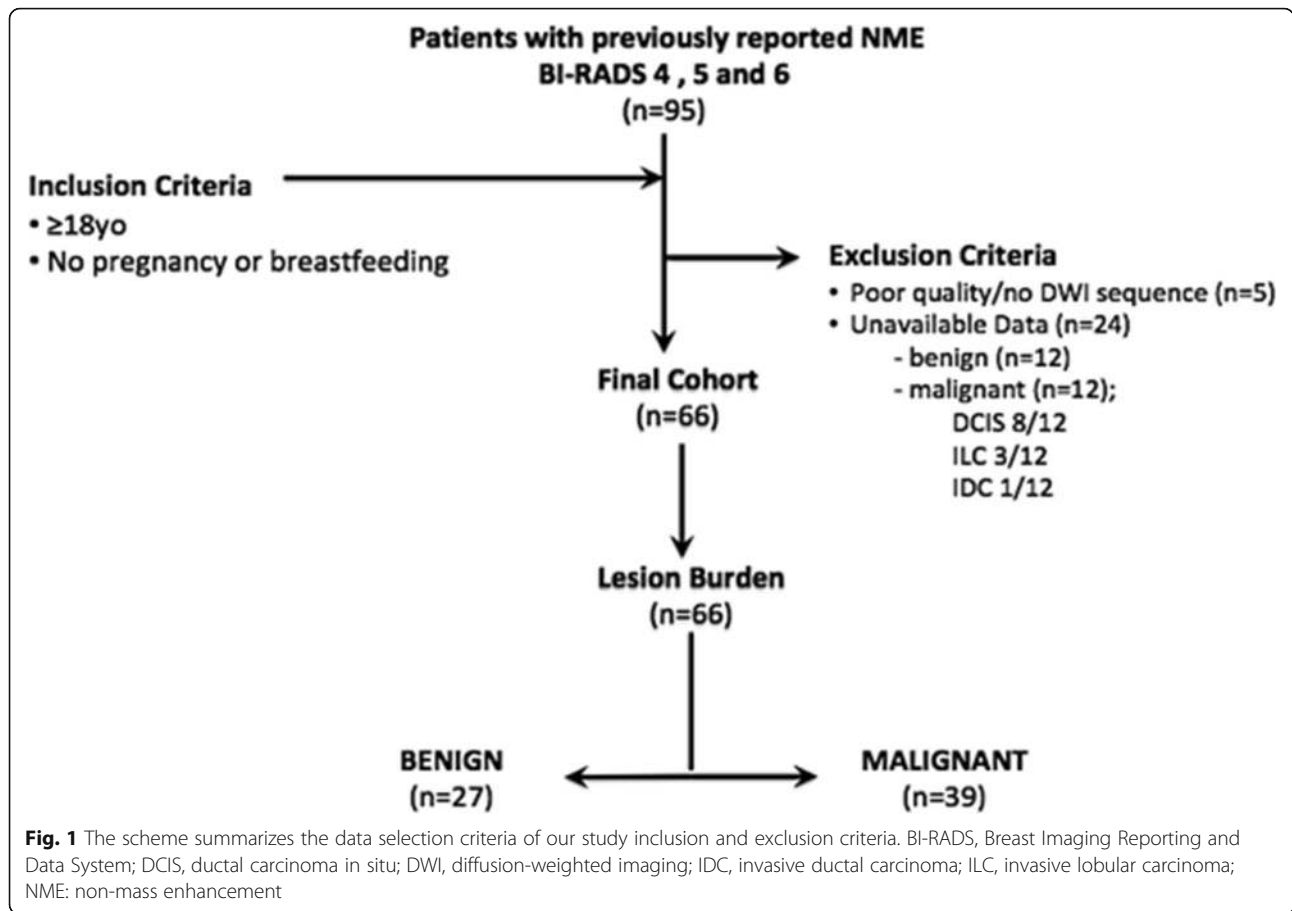 Patients with previously reported NME
BI-RADS 4 , 5 and 6
(n=95)
Inclusion Criteria
• ≥18yo
• No pregnancy or breastfeeding
Exclusion Criteria
• Poor quality/no DWI sequence (n=5)
• Unavailable Data (n=24)
- benign (n=12)
- malignant (n=12);
DCIS 8/12
ILC 3/12
IDC 1/12
Final Cohort
(n=66)
Lesion Burden
(n=66)
BENIGN
(n=27)
MALIGNANT
(n=39)
Fig. 1 The scheme summarizes the data selection criteria of our study inclusion and exclusion criteria. BI-RADS, Breast Imaging Reporting and
Data System; DCIS, ductal carcinoma in situ; DWI, diffusion-weighted imaging; IDC, invasive ductal carcinoma; ILC, invasive lobular carcinoma;
NME: non-mass enhancement